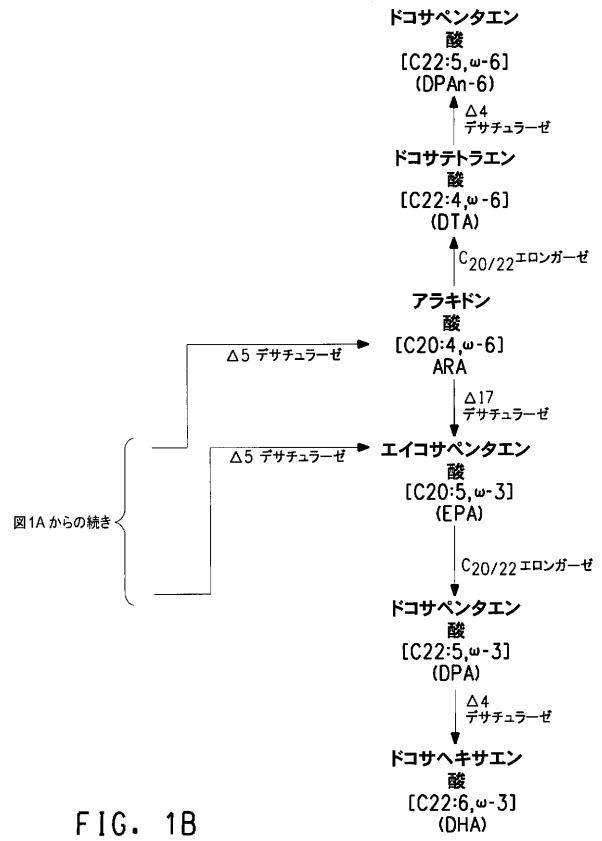 ドコサペンタエン
酸
[C22:5,ω-6]
(DPAn-6)
Δ4
デサチュラーゼ
ドコサテトラエン
酸
[C22:4,ω-6]
(DTA)
C20/22エロンガーゼ
アラキドン
酸
[C20:4,ω-6]
ARA
Δ5 デサチュラーゼ
Δ17
デサチュラーゼ
エイコサペンタエン
酸
[C20:5,ω-3]
(EPA)
Δ5 デサチュラーゼ
図1Aからの続き
C20/22エロンガーゼ
ドコサペンタエン
酸
[C22:5,ω-3]
(DPA)
Δ4
デサチュラーゼ
ドコサヘキサエン
酸
[C22:6,ω-3]
(DHA)
FIG. 1B